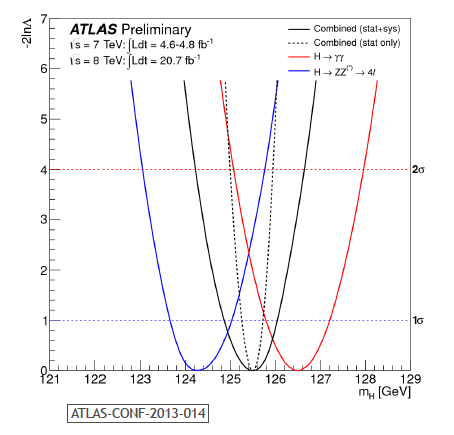 ATLAS Preliminary
√s = 7 TeV: ∫Ldt = 4.6-4.8 fb⁻¹
√s = 8 TeV: ∫Ldt = 20.7 fb⁻¹
Combined (stat+sys)
Combined (stat only)
H→γγ
H→ZZ(*)→4l
-2lnΛ
7
6
5
4
3
2
1
0
2σ
1σ
121 122 123 124 125 126 127 128 129
mH [GeV]
ATLAS-CONF-2013-014